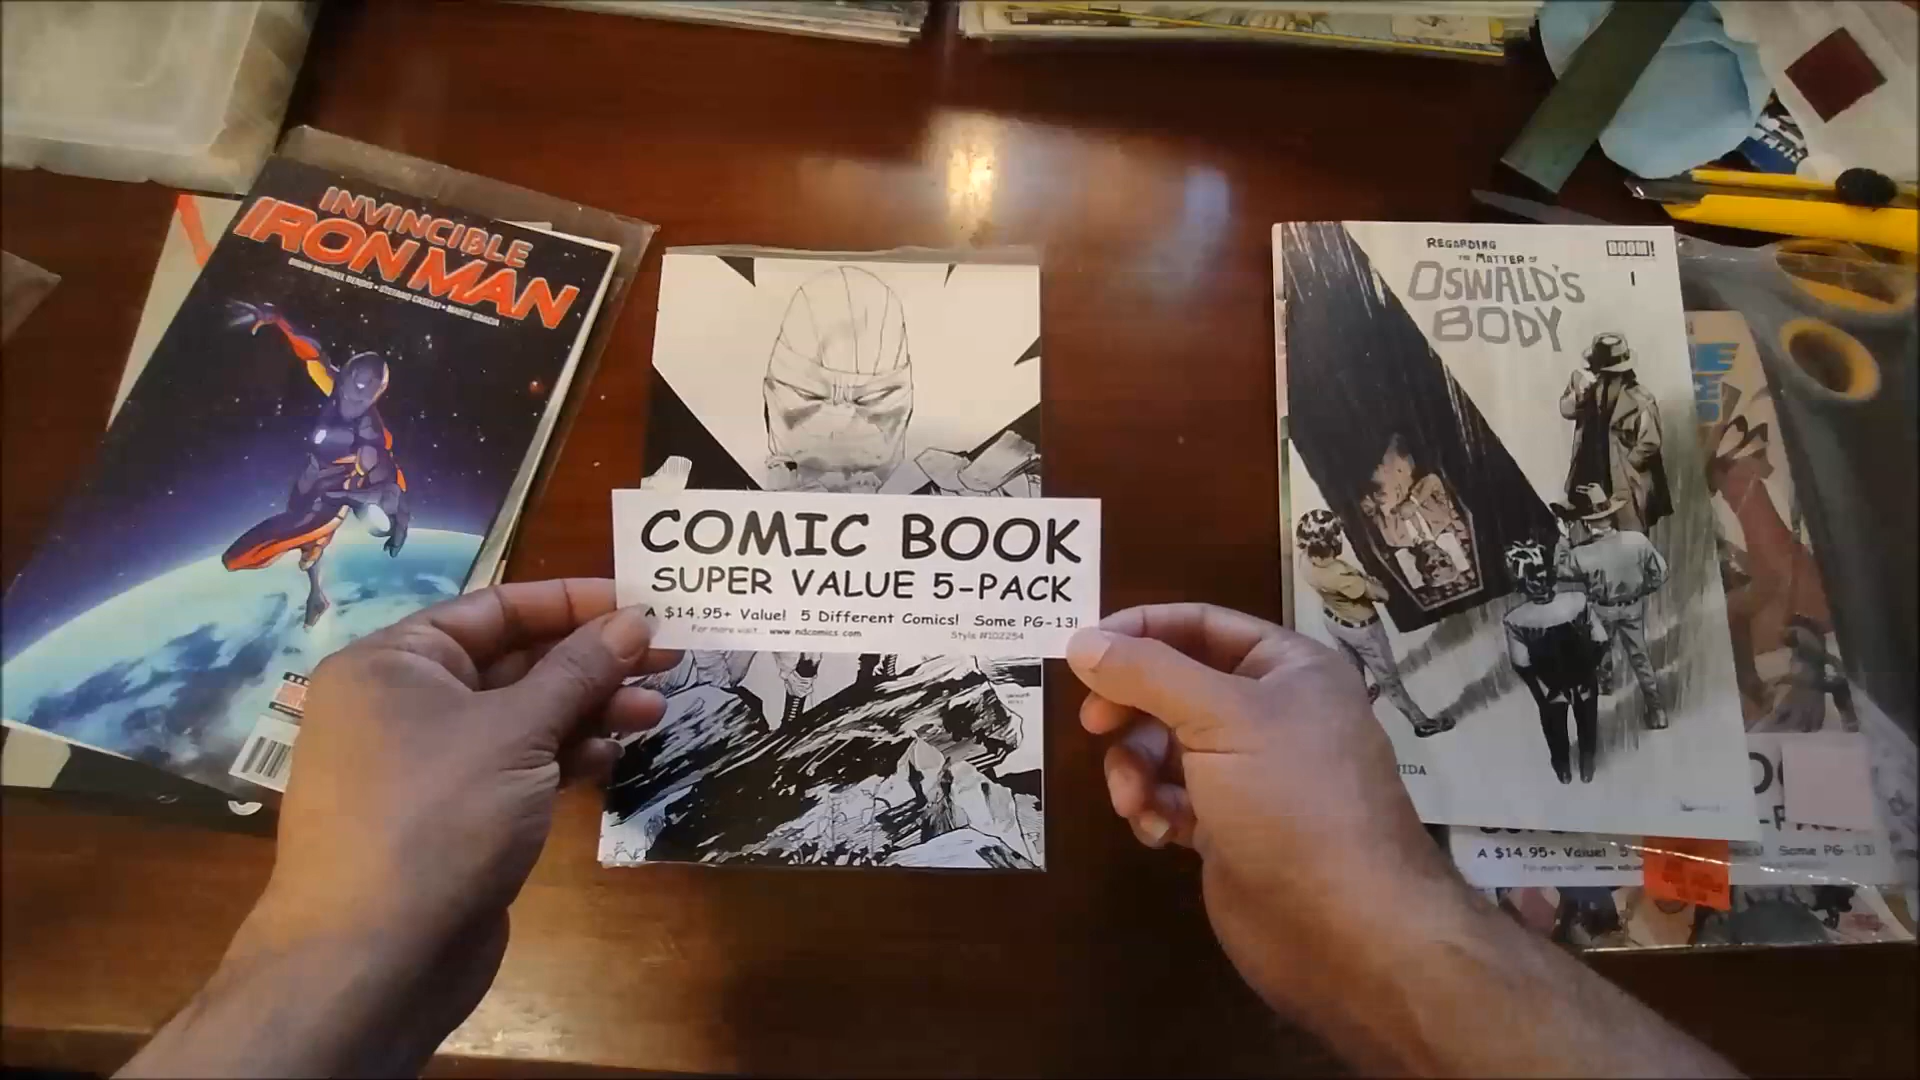 INVINCIBLE
IRON MAN
BRIAN MICHAEL BENDIS • STEFANO CASELLI • MARTE GRACIA
COMIC BOOK
SUPER VALUE 5-PACK
A $14.95+ Value! 5 Different Comics! Some PG-13!
For more visit... www.ndcomics.com
Style #102254
REGARDING
THE MATTER OF
OSWALD'S
BODY
BOOM!
1
A $14.95+ Value! 5
Some PG-13!